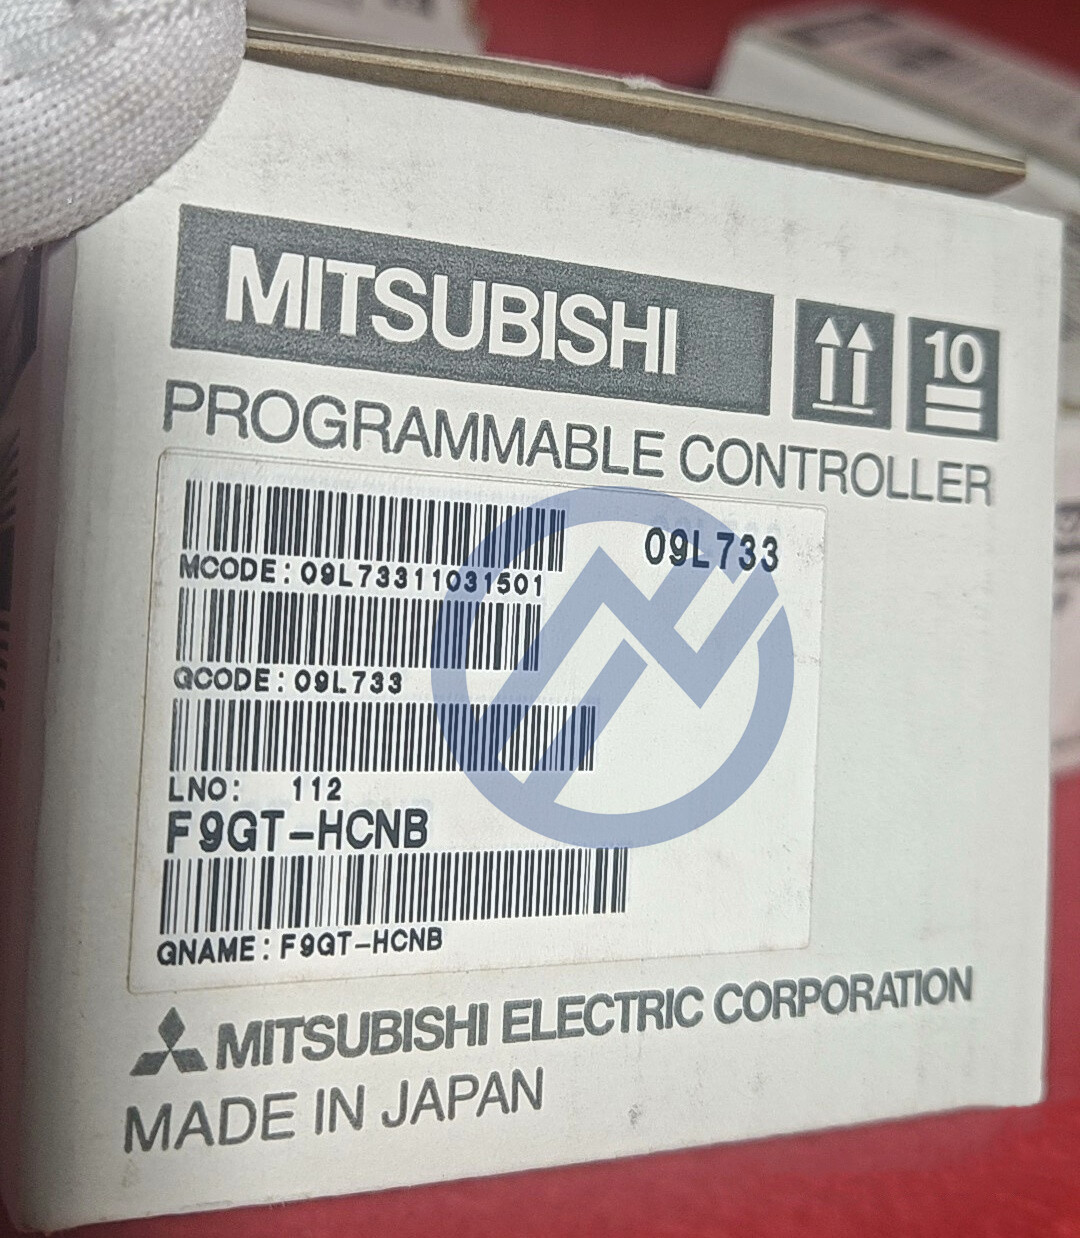 MITSUBISHI
10
PROGRAMMABLE CONTROLLER
09L733
MCODE:09L73311031501
QCODE:09L733
LNO: 112
F9GT-HCNB
QNAME:F9GT-HCNB
MITSUBISHI ELECTRIC CORPORATION
MADE IN JAPAN